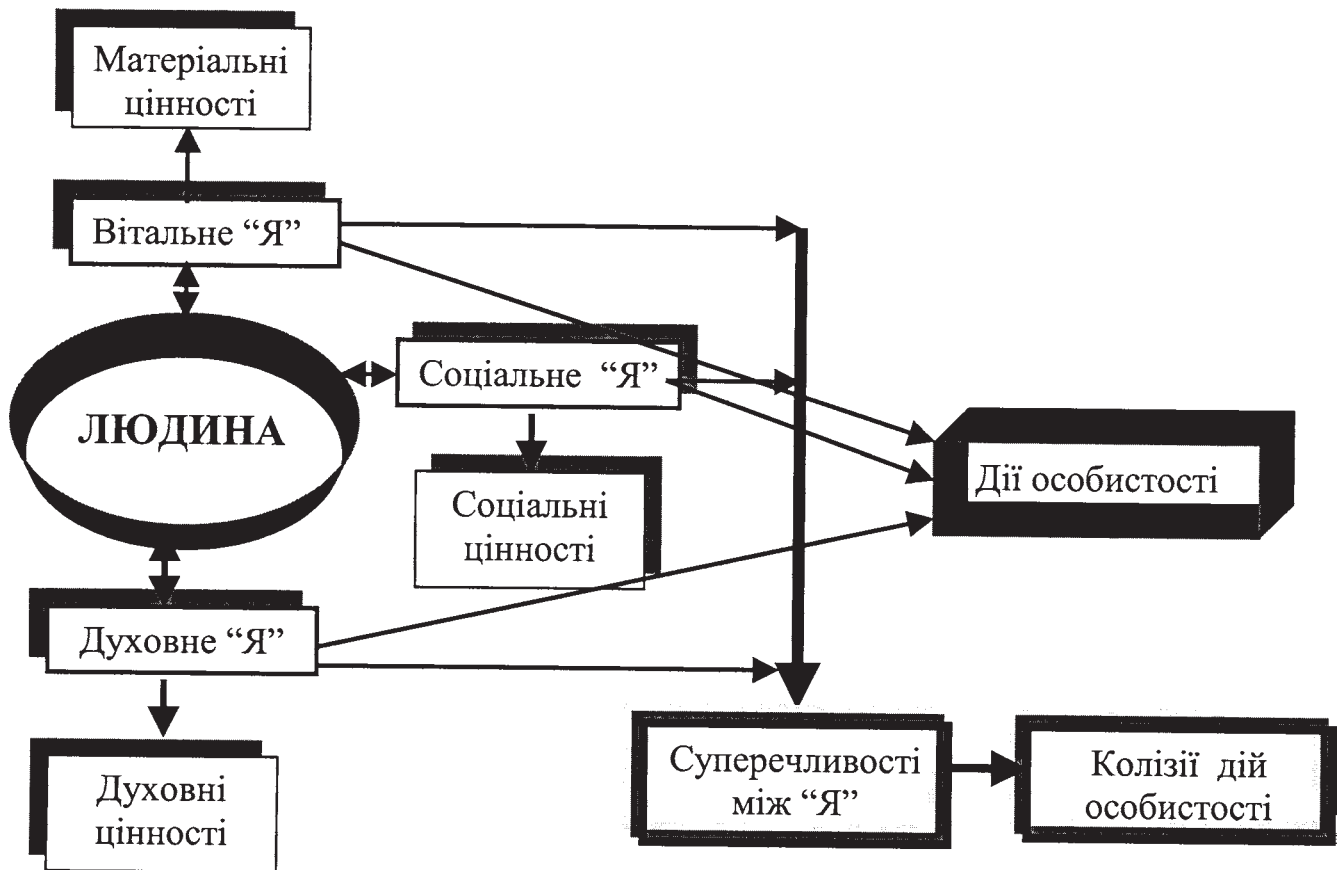 Матеріальні
цінності
Вітальне “Я”
ЛЮДИНА
Соціальне “Я”
Соціальні
цінності
Дії особистості
Духовне “Я”
Духовні
цінності
Суперечливості
між “Я”
Колізії дій
особистості